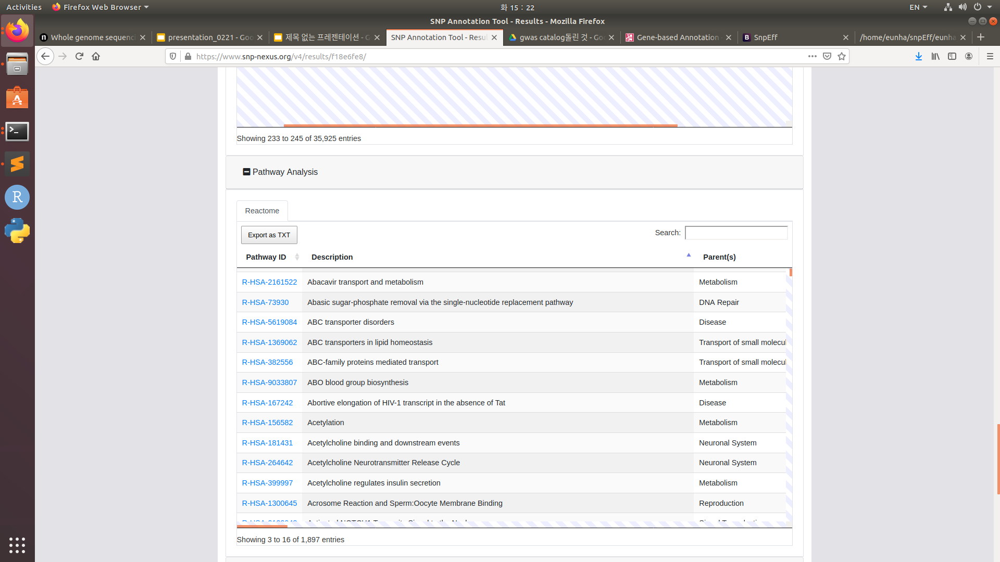 Activities Firefox Web Browser 화 15 : 22 EN
SNP Annotation Tool - Results - Mozilla Firefox
Whole genome sequenci presentation_0221 - Goo 제목 없는 프레젠테이션 - G SNP Annotation Tool - Resul gwas catalog돌린 것 - Goo Gene-based Annotation - SnpEff /home/eunha/snpEff/eunha
https://www.snp-nexus.org/v4/results/f18e6fe8/
Showing 233 to 245 of 35,925 entries
Pathway Analysis
Reactome
Export as TXT Search:
Pathway ID Description Parent(s)
R-HSA-2161522 Abacavir transport and metabolism Metabolism
R-HSA-73930 Abasic sugar-phosphate removal via the single-nucleotide replacement pathway DNA Repair
R-HSA-5619084 ABC transporter disorders Disease
R-HSA-1369062 ABC transporters in lipid homeostasis Transport of small molecul
R-HSA-382556 ABC-family proteins mediated transport Transport of small molecul
R-HSA-9033807 ABO blood group biosynthesis Metabolism
R-HSA-167242 Abortive elongation of HIV-1 transcript in the absence of Tat Disease
R-HSA-156582 Acetylation Metabolism
R-HSA-181431 Acetylcholine binding and downstream events Neuronal System
R-HSA-264642 Acetylcholine Neurotransmitter Release Cycle Neuronal System
R-HSA-399997 Acetylcholine regulates insulin secretion Metabolism
R-HSA-1300645 Acrosome Reaction and Sperm:Oocyte Membrane Binding Reproduction
Showing 3 to 16 of 1,897 entries